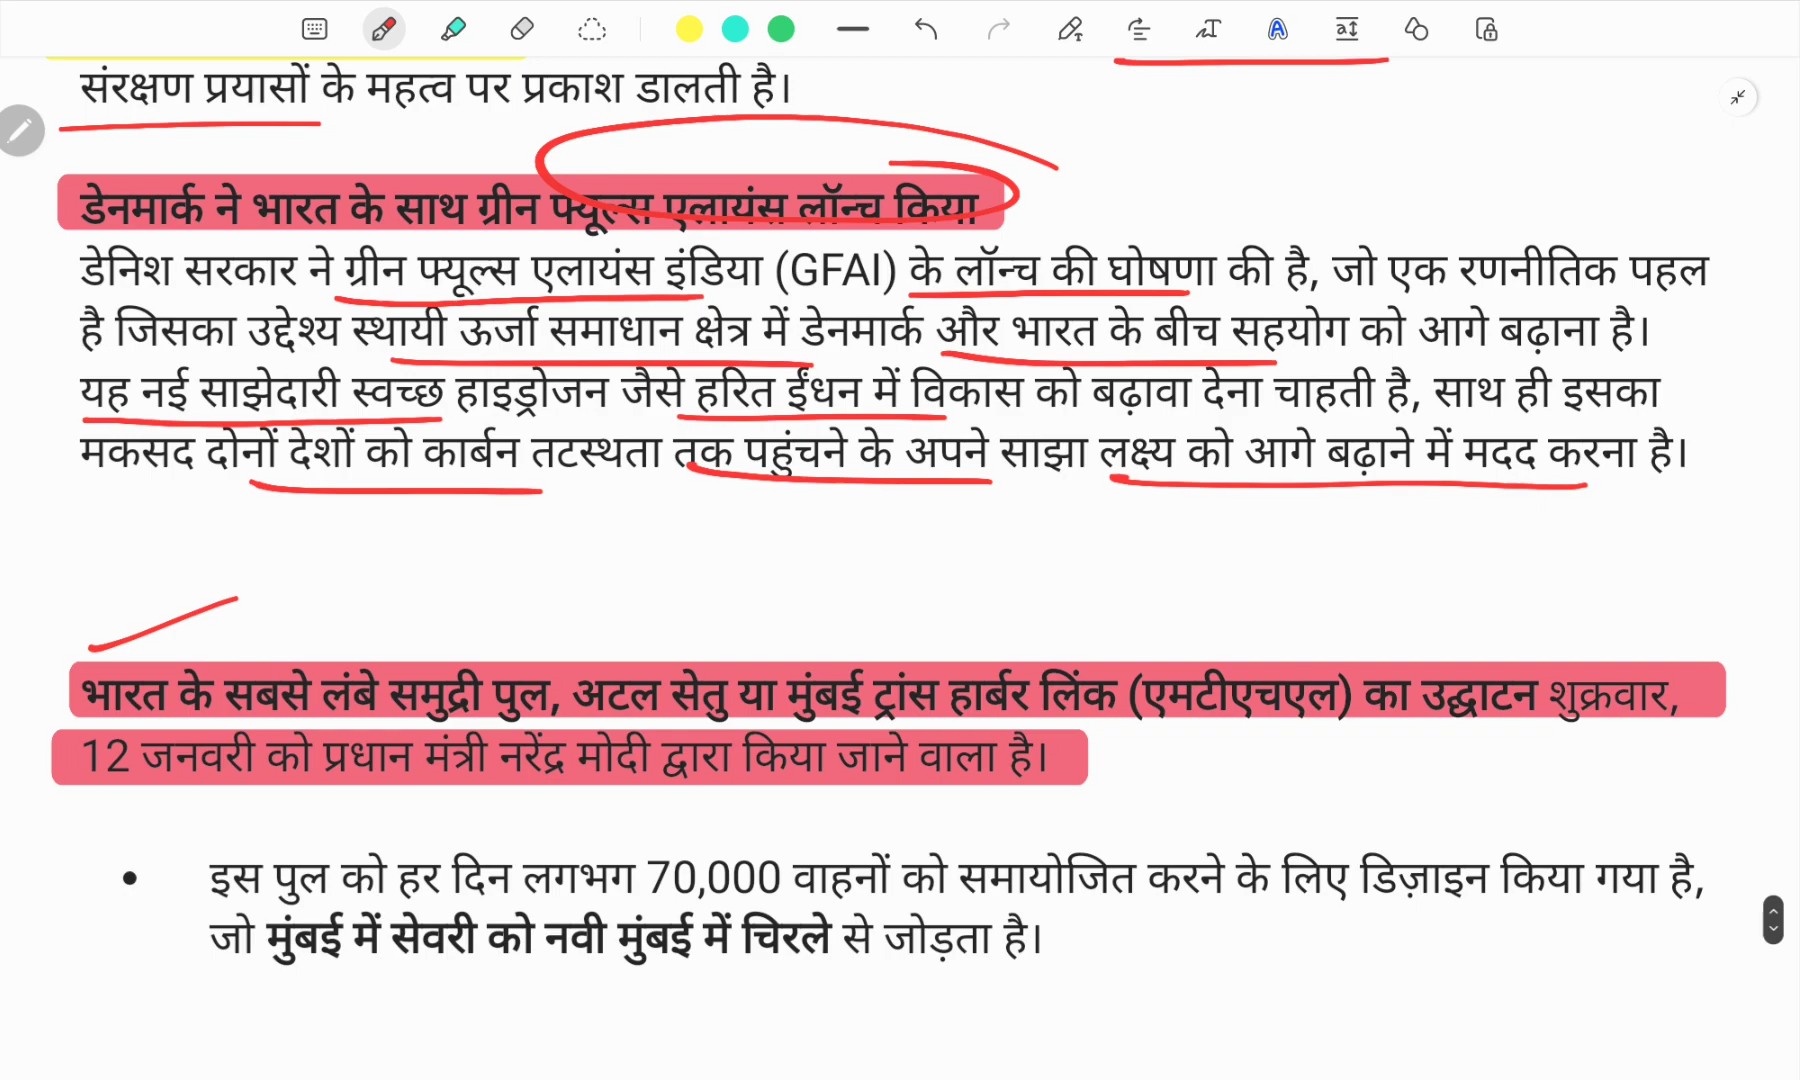 संरक्षण प्रयासों के महत्व पर प्रकाश डालती है।
डेनमार्क ने भारत के साथ ग्रीन फ्यूल्स एलायंस लॉन्च किया
डेनिश सरकार ने ग्रीन फ्यूल्स एलायंस इंडिया (GFAI) के लॉन्च की घोषणा की है, जो एक रणनीतिक पहल
है जिसका उद्देश्य स्थायी ऊर्जा समाधान क्षेत्र में डेनमार्क और भारत के बीच सहयोग को आगे बढ़ाना है।
यह नई साझेदारी स्वच्छ हाइड्रोजन जैसे हरित ईंधन में विकास को बढ़ावा देना चाहती है, साथ ही इसका
मकसद दोनों देशों को कार्बन तटस्थता तक पहुंचने के अपने साझा लक्ष्य को आगे बढ़ाने में मदद करना है।
भारत के सबसे लंबे समुद्री पुल, अटल सेतु या मुंबई ट्रांस हार्बर लिंक (एमटीएचएल) का उद्घाटन शुक्रवार,
12 जनवरी को प्रधान मंत्री नरेंद्र मोदी द्वारा किया जाने वाला है।
• इस पुल को हर दिन लगभग 70,000 वाहनों को समायोजित करने के लिए डिज़ाइन किया गया है,
जो मुंबई में सेवरी को नवी मुंबई में चिरले से जोड़ता है।